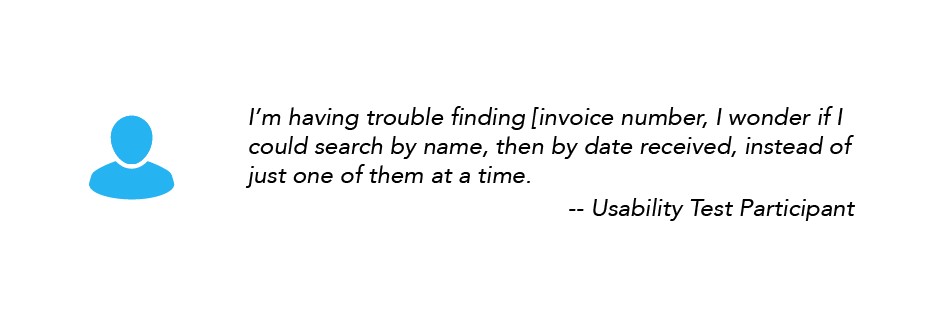 I’m having trouble finding [invoice number, I wonder if I
could search by name, then by date received, instead of
just one of them at a time.
-- Usability Test Participant